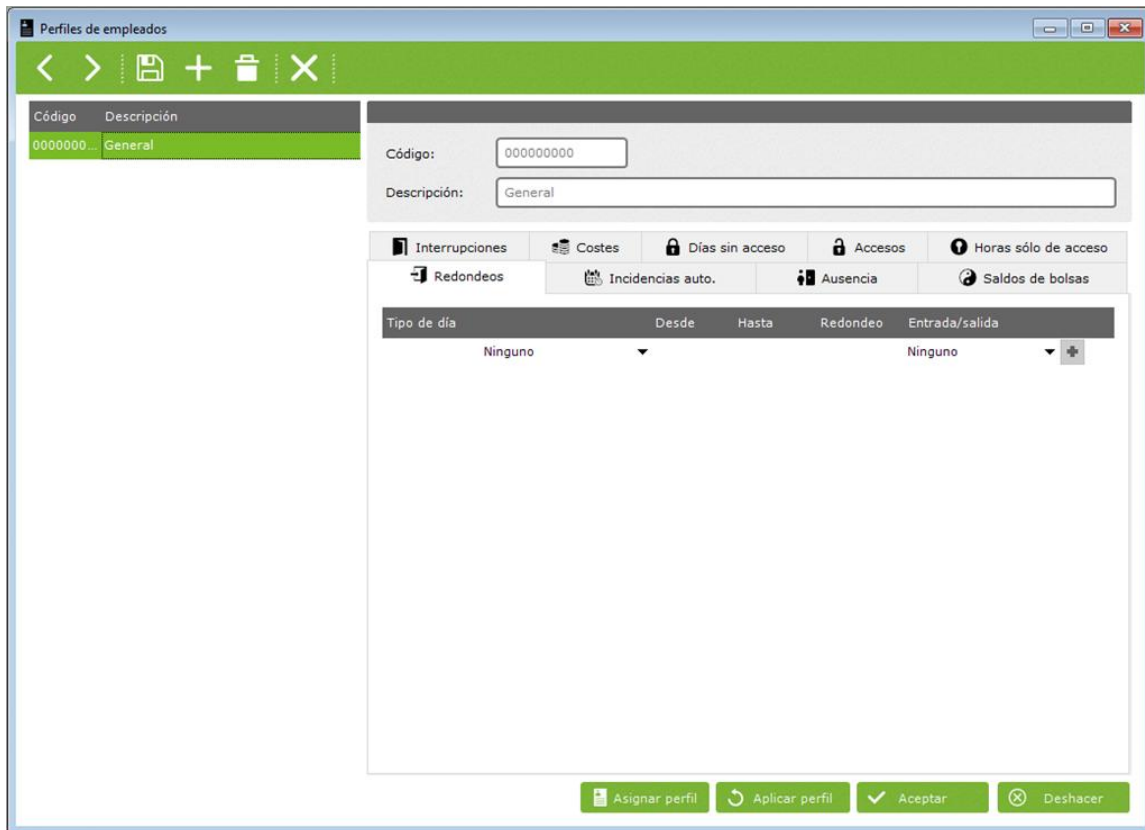 Perfiles de empleados
Código Descripción
0000000... General
Código: 000000000
Descripción: General
Interrupciones Costes Días sin acceso Accesos Horas sólo de acceso
Redondeos Incidencias auto. Ausencia Saldos de bolsas
Tipo de día Desde Hasta Redondeo Entrada/salida
Ninguno Ninguno
Asignar perfil Aplicar perfil Aceptar Deshacer